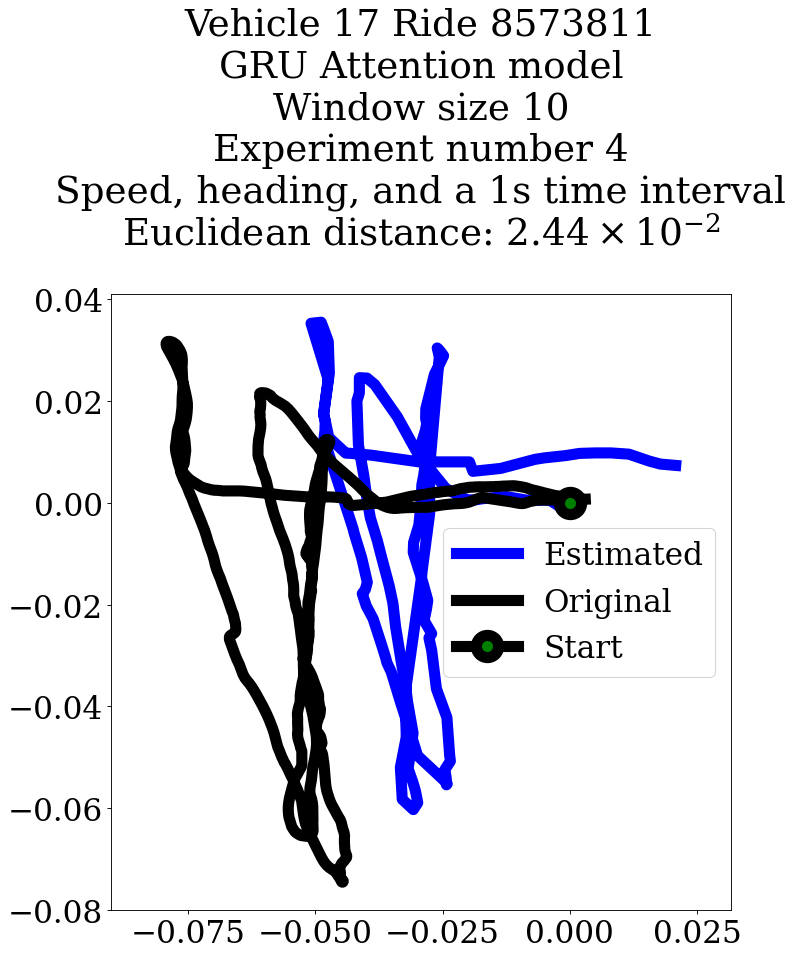 Vehicle 17 Ride 8573811
GRU Attention model
Window size 10
Experiment number 4
Speed, heading, and a 1s time interval
Euclidean distance: 2.44 × 10⁻²
0.04
0.02
0.00
−0.02
−0.04
−0.06
−0.08
Estimated
Original
Start
−0.075 −0.050 −0.025 0.000 0.025